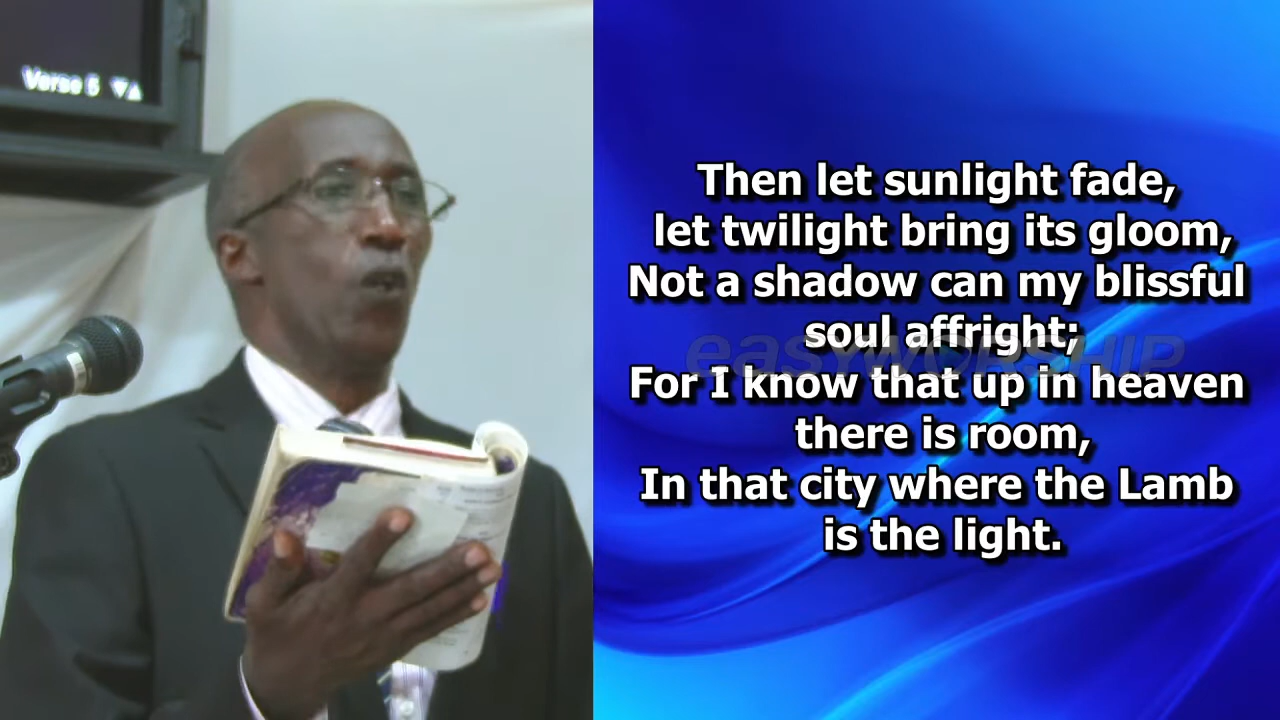 Verse 5 ▼▲
Then let sunlight fade,
let twilight bring its gloom,
Not a shadow can my blissful
soul affright;
easyworship
For I know that up in heaven
there is room,
In that city where the Lamb
is the light.